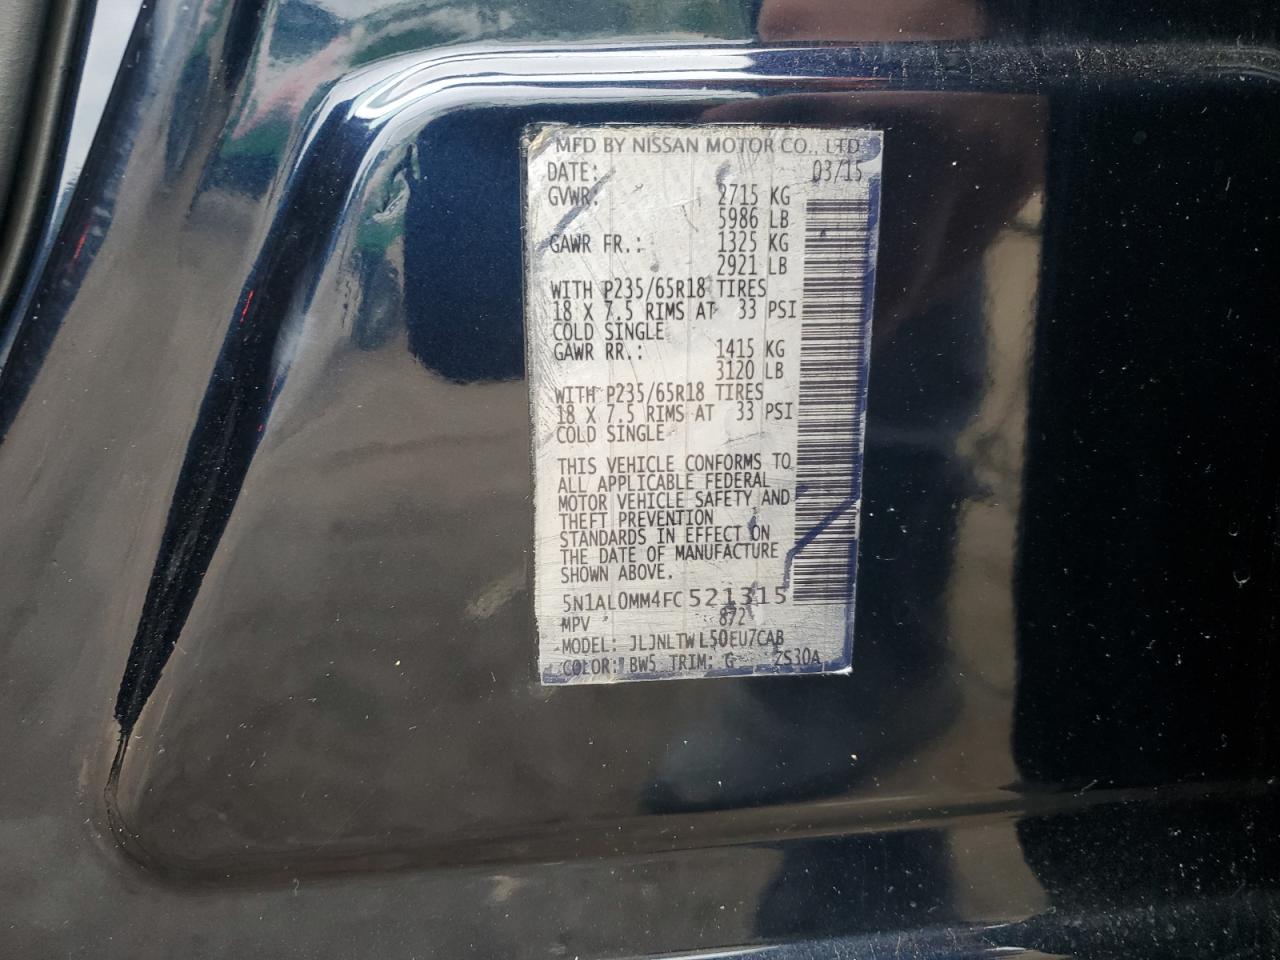 MFD BY NISSAN MOTOR CO., LTD
DATE: 03/15
GVWR: 2715 KG
5986 LB
GAWR FR.: 1325 KG
2921 LB
WITH P235/65R18 TIRES
18 X 7.5 RIMS AT 33 PSI
COLD SINGLE
GAWR RR.: 1415 KG
3120 LB
WITH P235/65R18 TIRES
18 X 7.5 RIMS AT 33 PSI
COLD SINGLE
THIS VEHICLE CONFORMS TO
ALL APPLICABLE FEDERAL
MOTOR VEHICLE SAFETY AND
THEFT PREVENTION
STANDARDS IN EFFECT ON
THE DATE OF MANUFACTURE
SHOWN ABOVE.
5N1AL0MM4FC521315
MPV 872
MODEL: JLJNLTWL50EU7CAB
COLOR: BW5 TRIM: G ZS30A